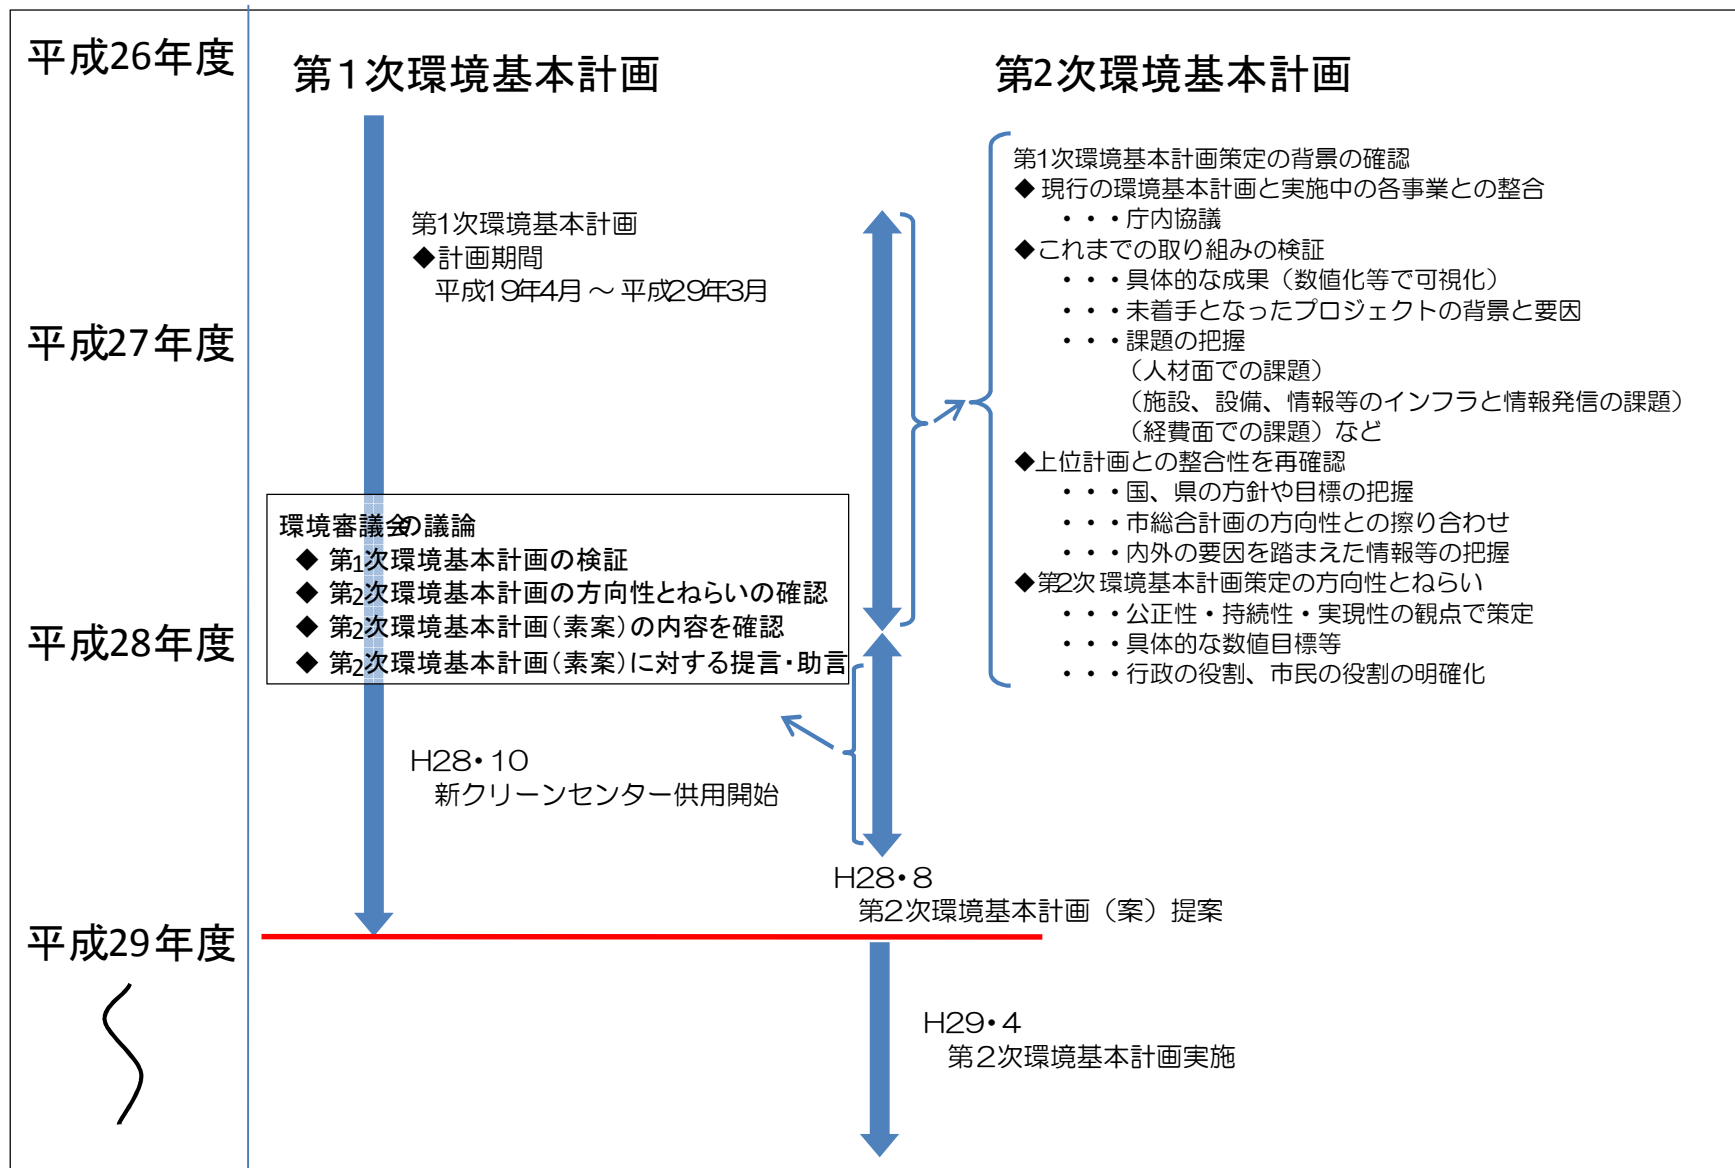 平成26年度
第1次環境基本計画
第2次環境基本計画
第1次環境基本計画
◆計画期間
平成19年4月～平成29年3月
第1次環境基本計画策定の背景の確認
◆ 現行の環境基本計画と実施中の各事業との整合
・・・庁内協議
◆これまでの取り組みの検証
・・・具体的な成果（数値化等で可視化）
・・・未着手となったプロジェクトの背景と要因
・・・課題の把握
（人材面での課題）
（施設、設備、情報等のインフラと情報発信の課題）
（経費面での課題）など
◆上位計画との整合性を再確認
・・・国、県の方針や目標の把握
・・・市総合計画の方向性との擦り合わせ
・・・内外の要因を踏まえた情報等の把握
◆第2次環境基本計画策定の方向性とねらい
・・・公正性・持続性・実現性の観点で策定
・・・具体的な数値目標等
・・・行政の役割、市民の役割の明確化
平成27年度
環境審議会の議論
◆ 第1次環境基本計画の検証
◆ 第2次環境基本計画の方向性とねらいの確認
◆ 第2次環境基本計画（素案）の内容を確認
◆ 第2次環境基本計画（素案）に対する提言・助言
平成28年度
H28・10
新クリーンセンター供用開始
H28・8
第2次環境基本計画（案）提案
平成29年度
H29・4
第2次環境基本計画実施